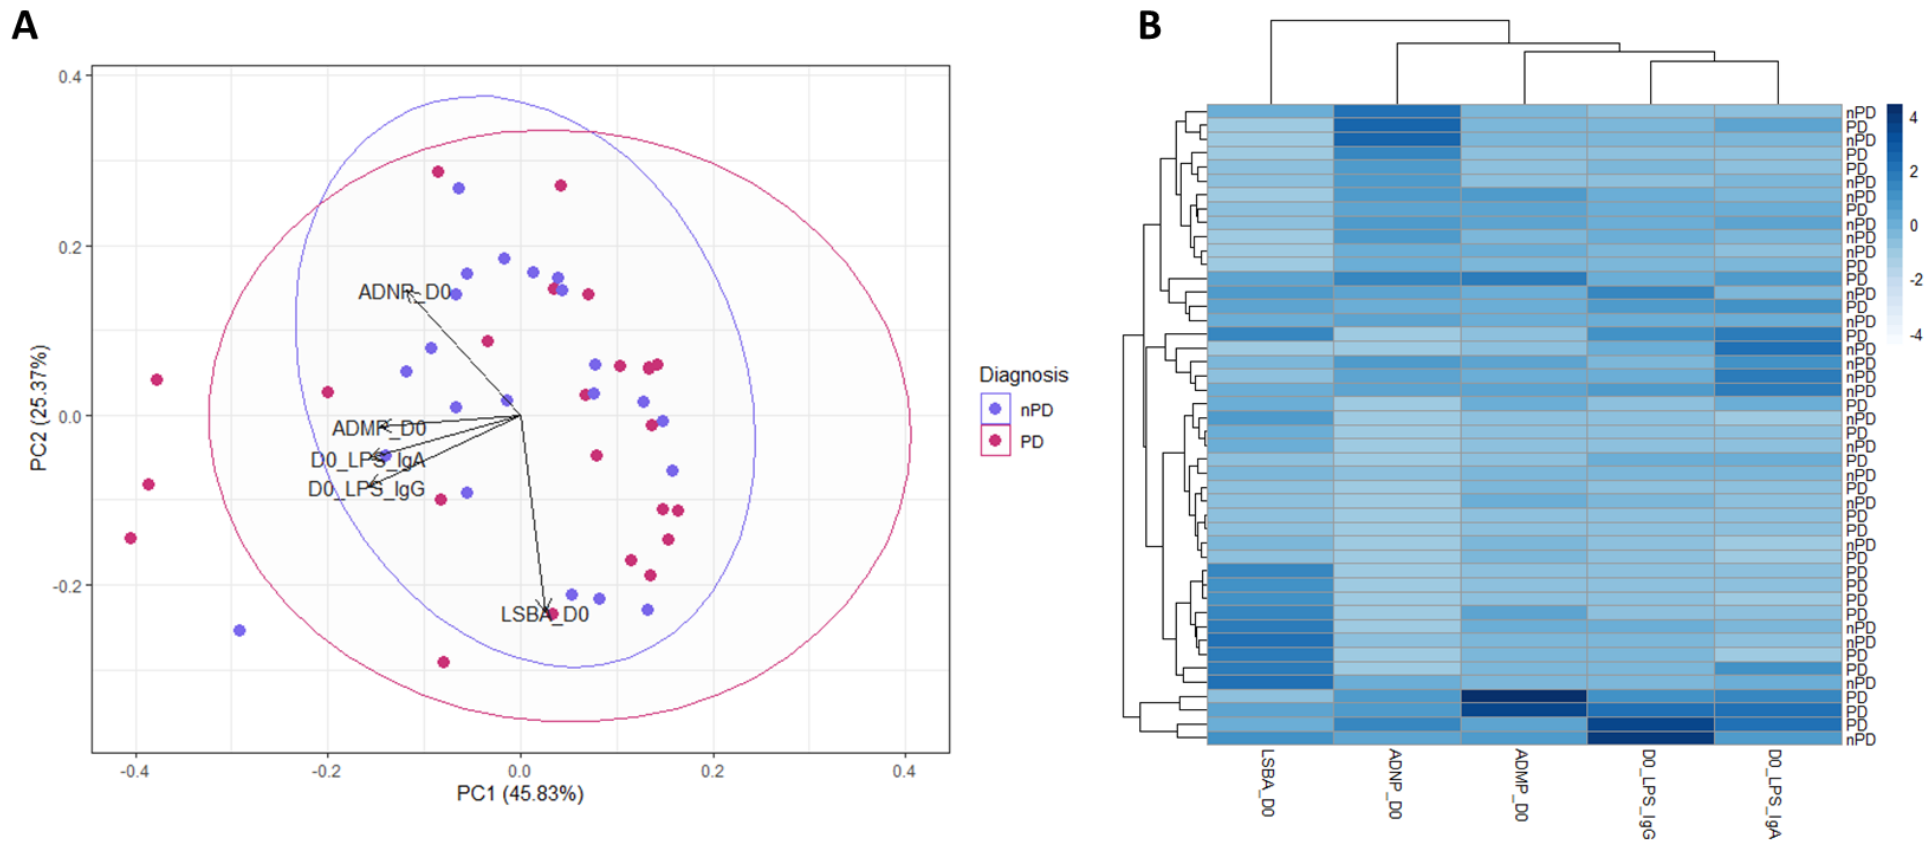 A
B
0.4
0.2
0.0
-0.2
PC2 (25.37%)
ADNP_D0
ADMP_D0
D0_LPS_IgA
D0_LPS_IgG
LSBA_D0
-0.4
-0.2
0.0
0.2
0.4
PC1 (45.83%)
Diagnosis
nPD
PD
nPD
PD
nPD
PD
PD
nPD
nPD
PD
nPD
nPD
nPD
PD
PD
nPD
PD
nPD
PD
nPD
nPD
nPD
nPD
PD
nPD
PD
nPD
PD
nPD
PD
nPD
PD
PD
nPD
PD
PD
PD
PD
PD
nPD
nPD
PD
PD
nPD
PD
PD
PD
nPD
4
2
0
-2
-4
LSBA_D0
ADNP_D0
ADMP_D0
D0_LPS_IgG
D0_LPS_IgA